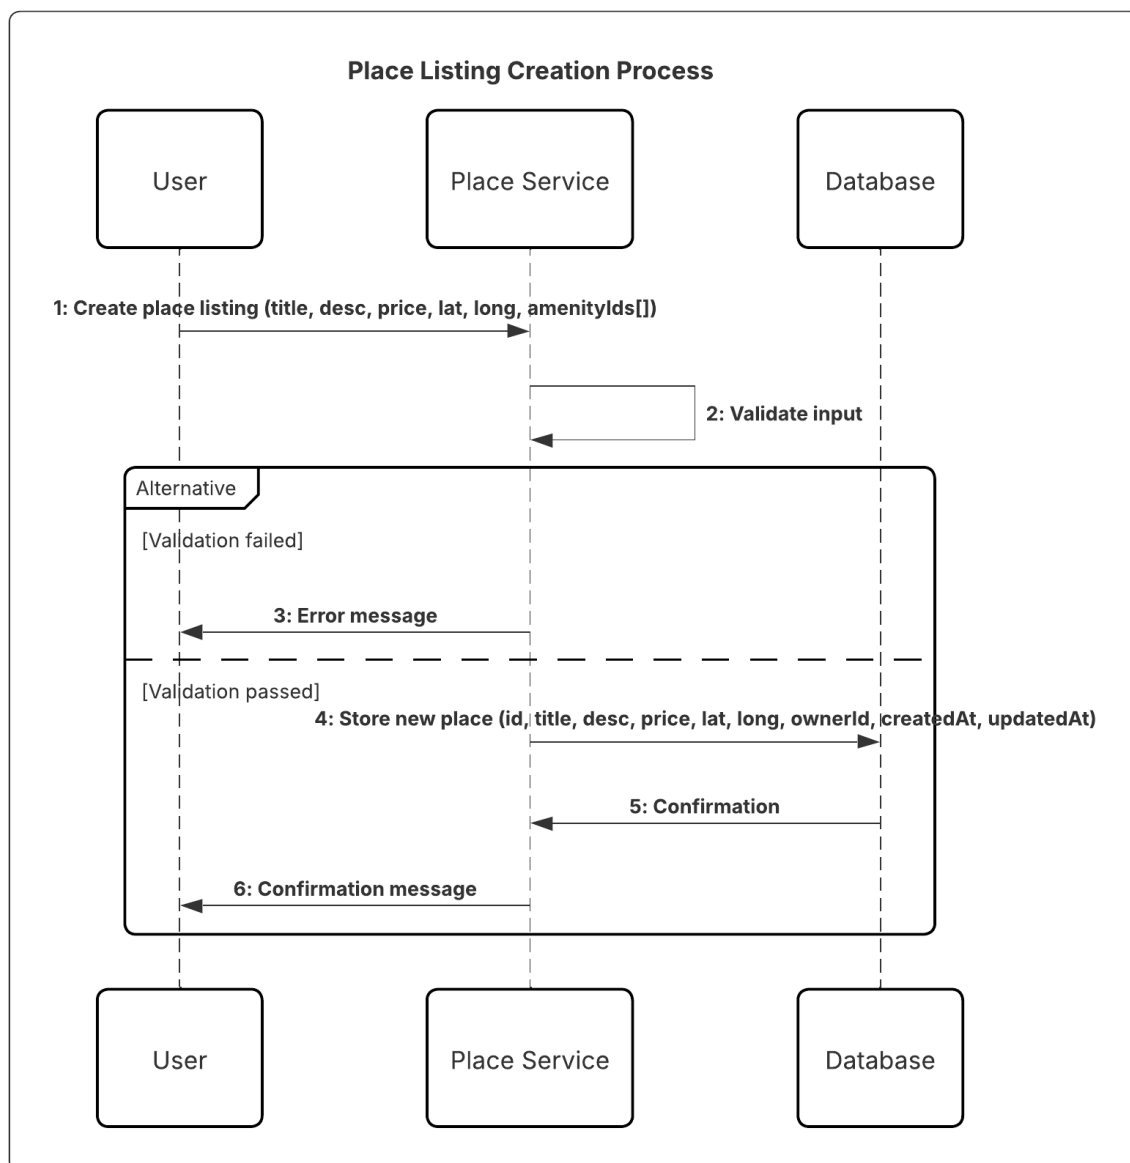 Place Listing Creation Process
User
Place Service
Database
1: Create place listing (title, desc, price, lat, long, amenityIds[])
2: Validate input
Alternative
[Validation failed]
3: Error message
[Validation passed]
4: Store new place (id, title, desc, price, lat, long, ownerId, createdAt, updatedAt)
5: Confirmation
6: Confirmation message
User
Place Service
Database